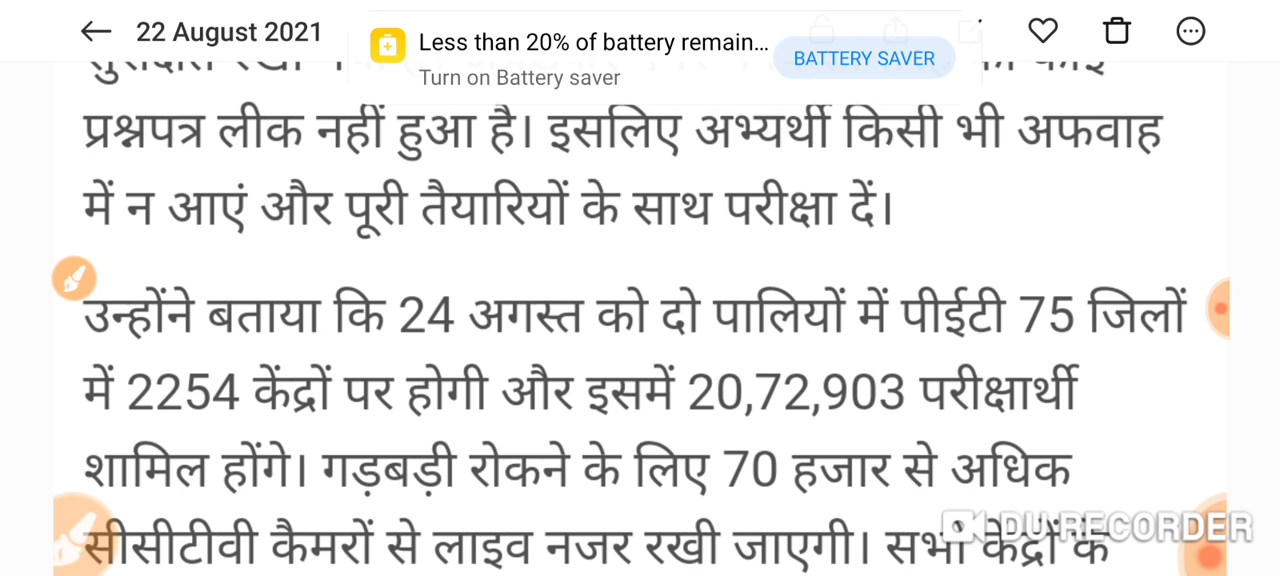 22 August 2021
Less than 20% of battery remain...
BATTERY SAVER
Turn on Battery saver
प्रश्नपत्र लीक नहीं हुआ है। इसलिए अभ्यर्थी किसी भी अफवाह
में न आएं और पूरी तैयारियों के साथ परीक्षा दें।
उन्होंने बताया कि 24 अगस्त को दो पालियों में पीईटी 75 जिलों
में 2254 केंद्रों पर होगी और इसमें 20,72,903 परीक्षार्थी
शामिल होंगे। गड़बड़ी रोकने के लिए 70 हजार से अधिक
सीसीटीवी कैमरों से लाइव नजर रखी जाएगी। सभी केंद्रों के
DU RECORDER